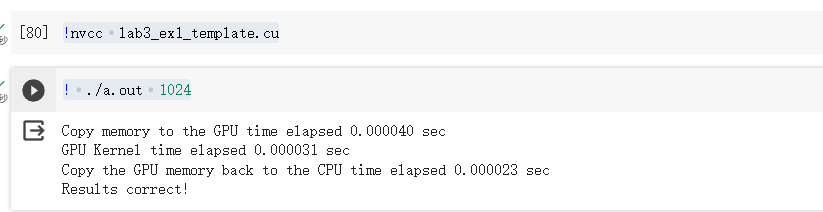 [80] !nvcc lab3_ex1_template.cu
! ./a.out 1024
Copy memory to the GPU time elapsed 0.000040 sec
GPU Kernel time elapsed 0.000031 sec
Copy the GPU memory back to the CPU time elapsed 0.000023 sec
Results correct!